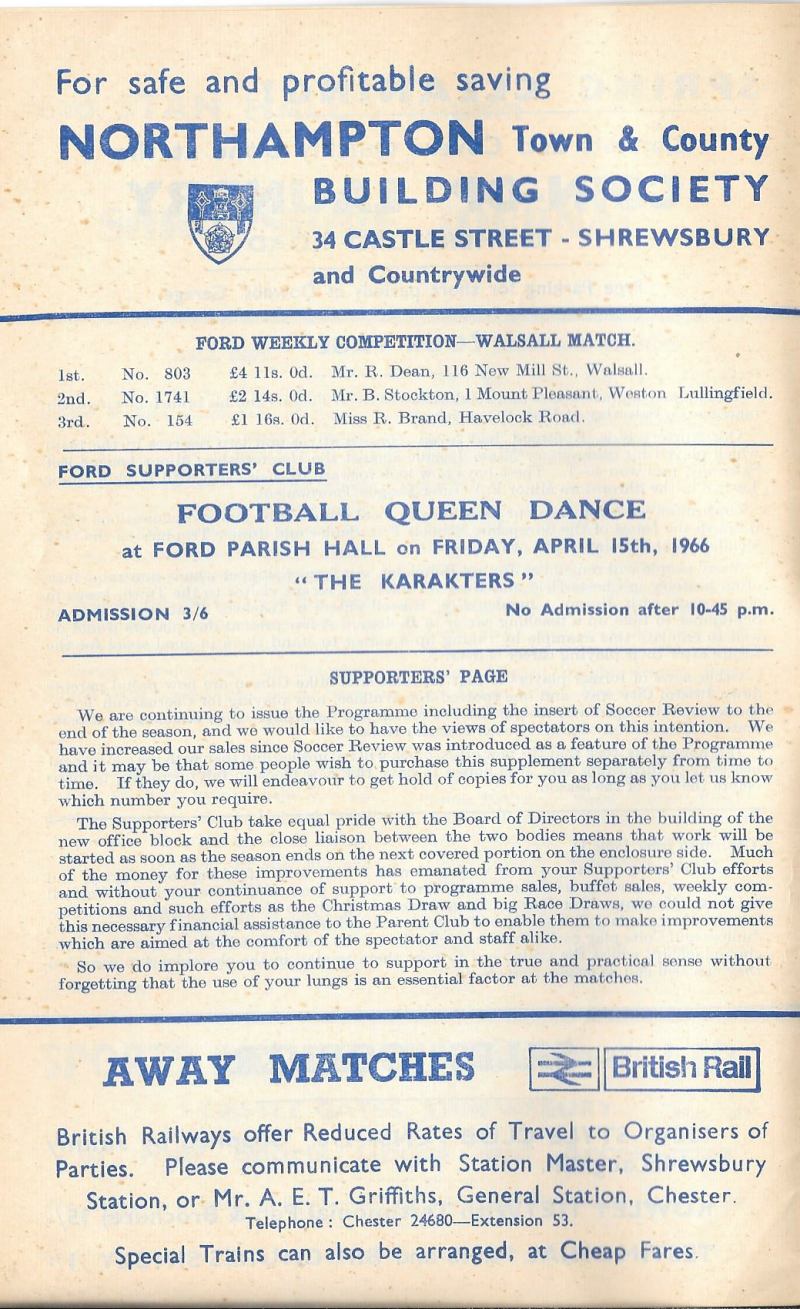 For safe and profitable saving
NORTHAMPTON Town & County
BUILDING SOCIETY
34 CASTLE STREET - SHREWSBURY
and Countrywide
FORD WEEKLY COMPETITION—WALSALL MATCH.
1st. No. 803 £4 11s. 0d. Mr. R. Dean, 116 New Mill St., Walsall.
2nd. No. 1741 £2 14s. 0d. Mr. B. Stockton, 1 Mount Pleasant, Weston Lullingfield.
3rd. No. 154 £1 16s. 0d. Miss R. Brand, Havelock Road.
FORD SUPPORTERS' CLUB
FOOTBALL QUEEN DANCE
at FORD PARISH HALL on FRIDAY, APRIL 15th, 1966
"THE KARAKTERS"
ADMISSION 3/6 No Admission after 10-45 p.m.
SUPPORTERS' PAGE
We are continuing to issue the Programme including the insert of Soccer Review to the
end of the season, and we would like to have the views of spectators on this intention. We
have increased our sales since Soccer Review was introduced as a feature of the Programme
and it may be that some people wish to purchase this supplement separately from time to
time. If they do, we will endeavour to get hold of copies for you as long as you let us know
which number you require.
The Supporters' Club take equal pride with the Board of Directors in the building of the
new office block and the close liaison between the two bodies means that work will be
started as soon as the season ends on the next covered portion on the enclosure side. Much
of the money for these improvements has emanated from your Supporters' Club efforts
and without your continuance of support to programme sales, buffet sales, weekly com-
petitions and such efforts as the Christmas Draw and big Race Draws, we could not give
this necessary financial assistance to the Parent Club to enable them to make improvements
which are aimed at the comfort of the spectator and staff alike.
So we do implore you to continue to support in the true and practical sense without
forgetting that the use of your lungs is an essential factor at the matches.
AWAY MATCHES British Rail
British Railways offer Reduced Rates of Travel to Organisers of
Parties. Please communicate with Station Master, Shrewsbury
Station, or Mr. A. E. T. Griffiths, General Station, Chester.
Telephone : Chester 24680—Extension 53.
Special Trains can also be arranged, at Cheap Fares.